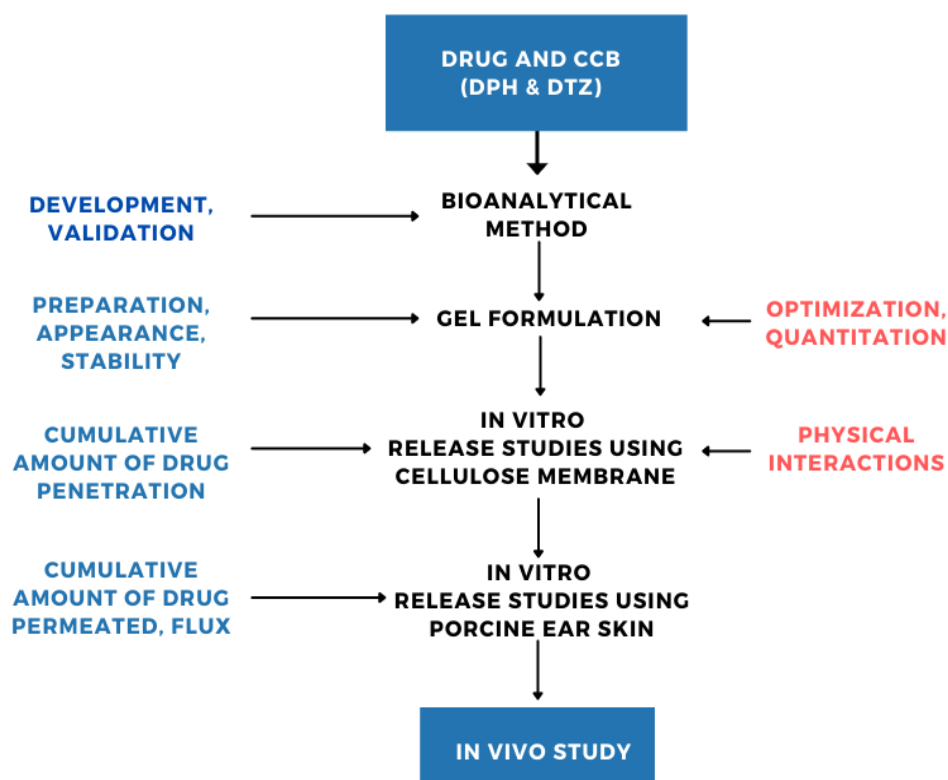 DRUG AND CCB
(DPH & DTZ)
DEVELOPMENT,
VALIDATION
BIOANALYTICAL
METHOD
PREPARATION,
APPEARANCE,
STABILITY
GEL FORMULATION
OPTIMIZATION,
QUANTITATION
CUMULATIVE
AMOUNT OF DRUG
PENETRATION
IN VITRO
RELEASE STUDIES USING
CELLULOSE MEMBRANE
PHYSICAL
INTERACTIONS
CUMULATIVE
AMOUNT OF DRUG
PERMEATED, FLUX
IN VITRO
RELEASE STUDIES USING
PORCINE EAR SKIN
IN VIVO STUDY